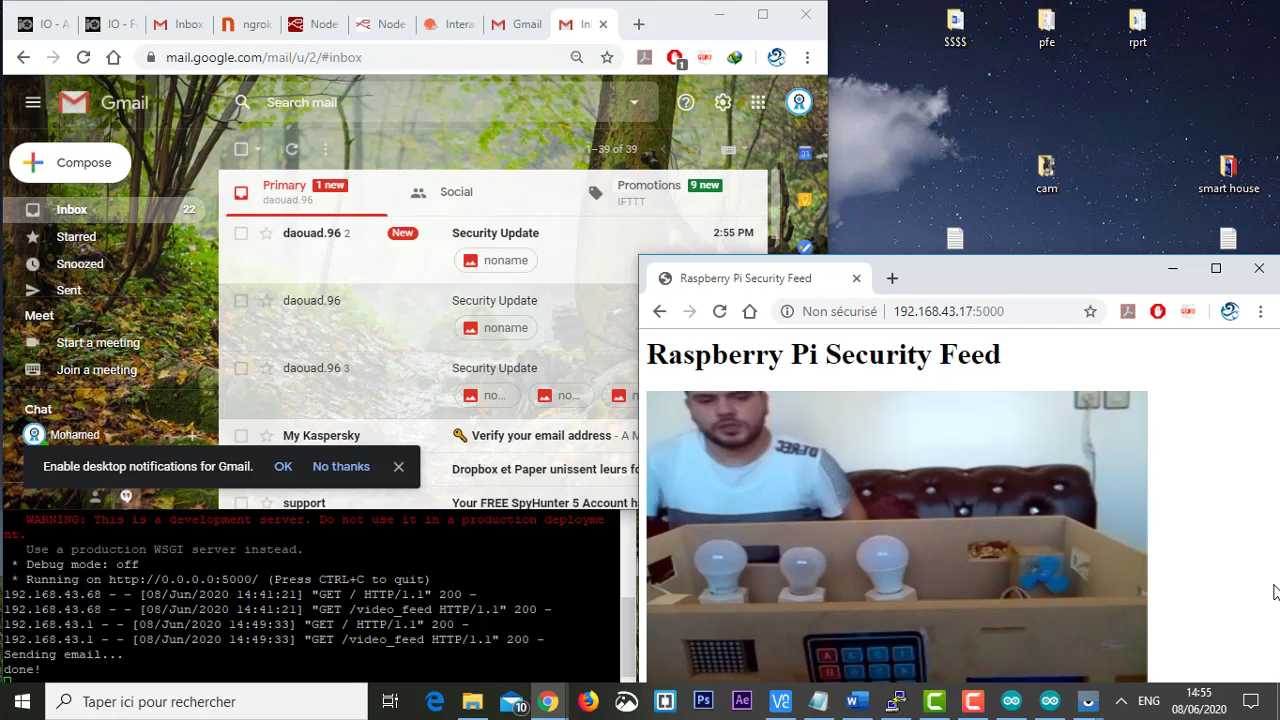 IO - A
IO - F
Inbox
ngrok
Node
Node
Intera
Gmail
In
mail.google.com/mail/u/2/#inbox
1
Gmail
Search mail
Compose
1–39 of 39
Primary 1 new
daouad.96
Social
Promotions 9 new
IFTTT
Inbox 22
Starred
Snoozed
Sent
Meet
Start a meeting
Join a meeting
Chat
Mohamed
daouad.96 2 New Security Update 2:55 PM
noname
daouad.96 Security Update
noname
daouad.96 3 Security Update
no... no... no
My Kaspersky Verify your email address - A M
Dropbox et Paper unissent leurs fo
support Your FREE SpyHunter 5 Account h
Enable desktop notifications for Gmail. OK No thanks
WARNING: This is a development server. Do not use it in a production deployme
nt.
Use a production WSGI server instead.
* Debug mode: off
* Running on http://0.0.0.0:5000/ (Press CTRL+C to quit)
192.168.43.68 - - [08/Jun/2020 14:41:21] "GET / HTTP/1.1" 200 -
192.168.43.68 - - [08/Jun/2020 14:41:21] "GET /video_feed HTTP/1.1" 200 -
192.168.43.1 - - [08/Jun/2020 14:49:33] "GET / HTTP/1.1" 200 -
192.168.43.1 - - [08/Jun/2020 14:49:33] "GET /video_feed HTTP/1.1" 200 -
Sending email...
done!
$$$$
pfe
rprt
cam
smart house
Raspberry Pi Security Feed
Non sécurisé
192.168.43.17:5000
Raspberry Pi Security Feed
Taper ici pour rechercher
Ps
Ae
ENG
14:55
08/06/2020